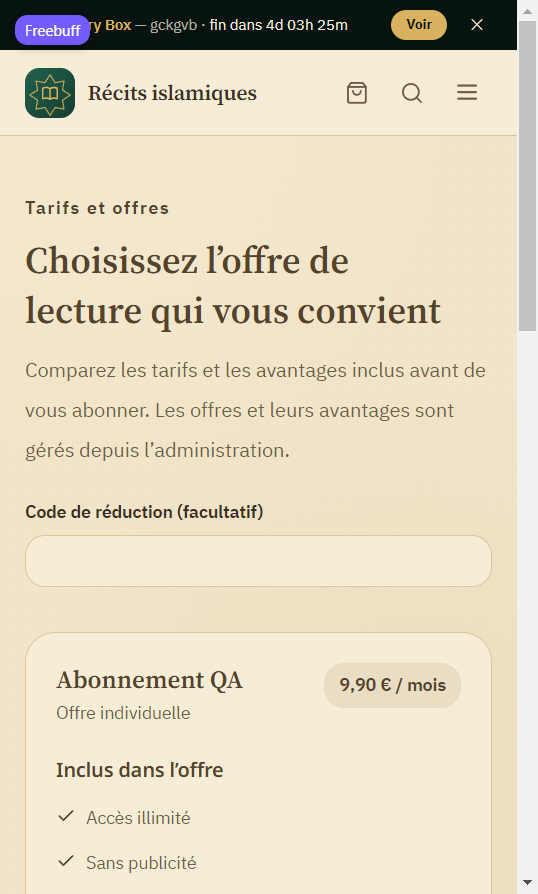 Freebuff
ry Box — gckgvb · fin dans 4d 03h 25m
Voir
Récits islamiques
Tarifs et offres
Choisissez l’offre de
lecture qui vous convient
Comparez les tarifs et les avantages inclus avant de
vous abonner. Les offres et leurs avantages sont
gérés depuis l’administration.
Code de réduction (facultatif)
Abonnement QA
9,90 € / mois
Offre individuelle
Inclus dans l’offre
Accès illimité
Sans publicité